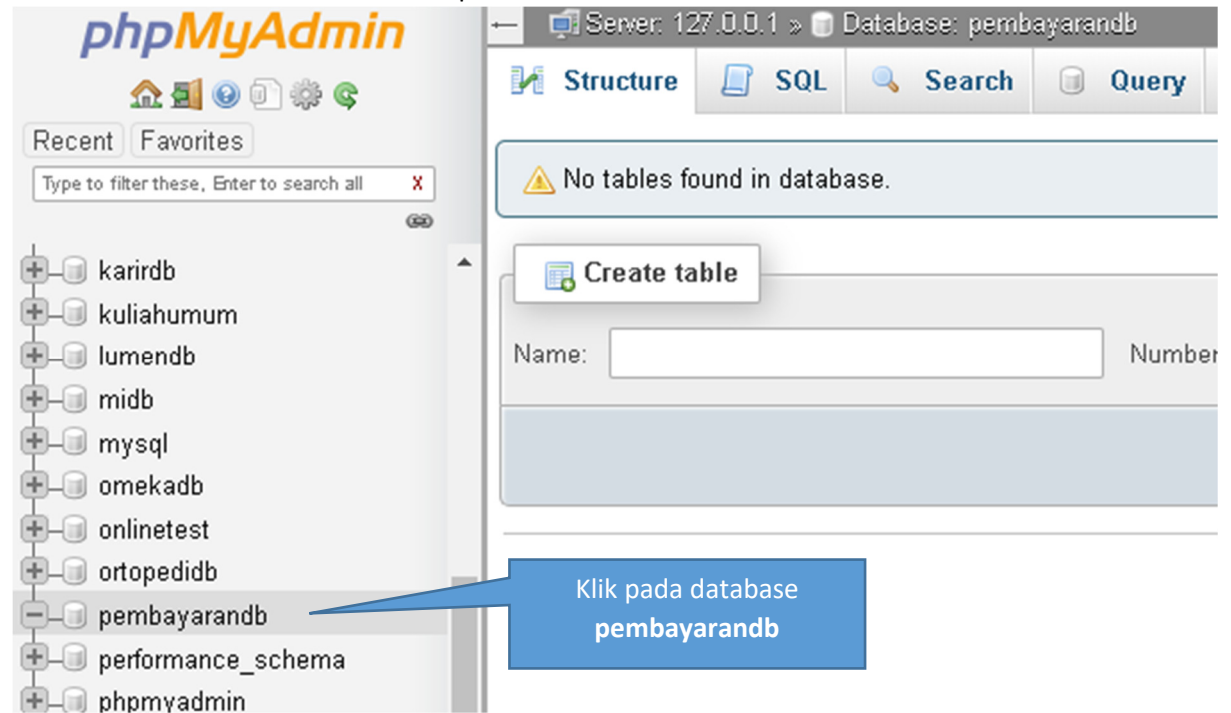 phpMyAdmin
Recent Favorites
Type to filter these, Enter to search all X
karirdb
kuliahumum
lumendb
midb
mysql
omekadb
onlinetest
ortopedidb
pembayarandb
performance_schema
phpmyadmin
Server: 127.0.0.1 » Database: pembayarandb
Structure SQL Search Query
No tables found in database.
Create table
Name: Number
Klik pada database
pembayarandb